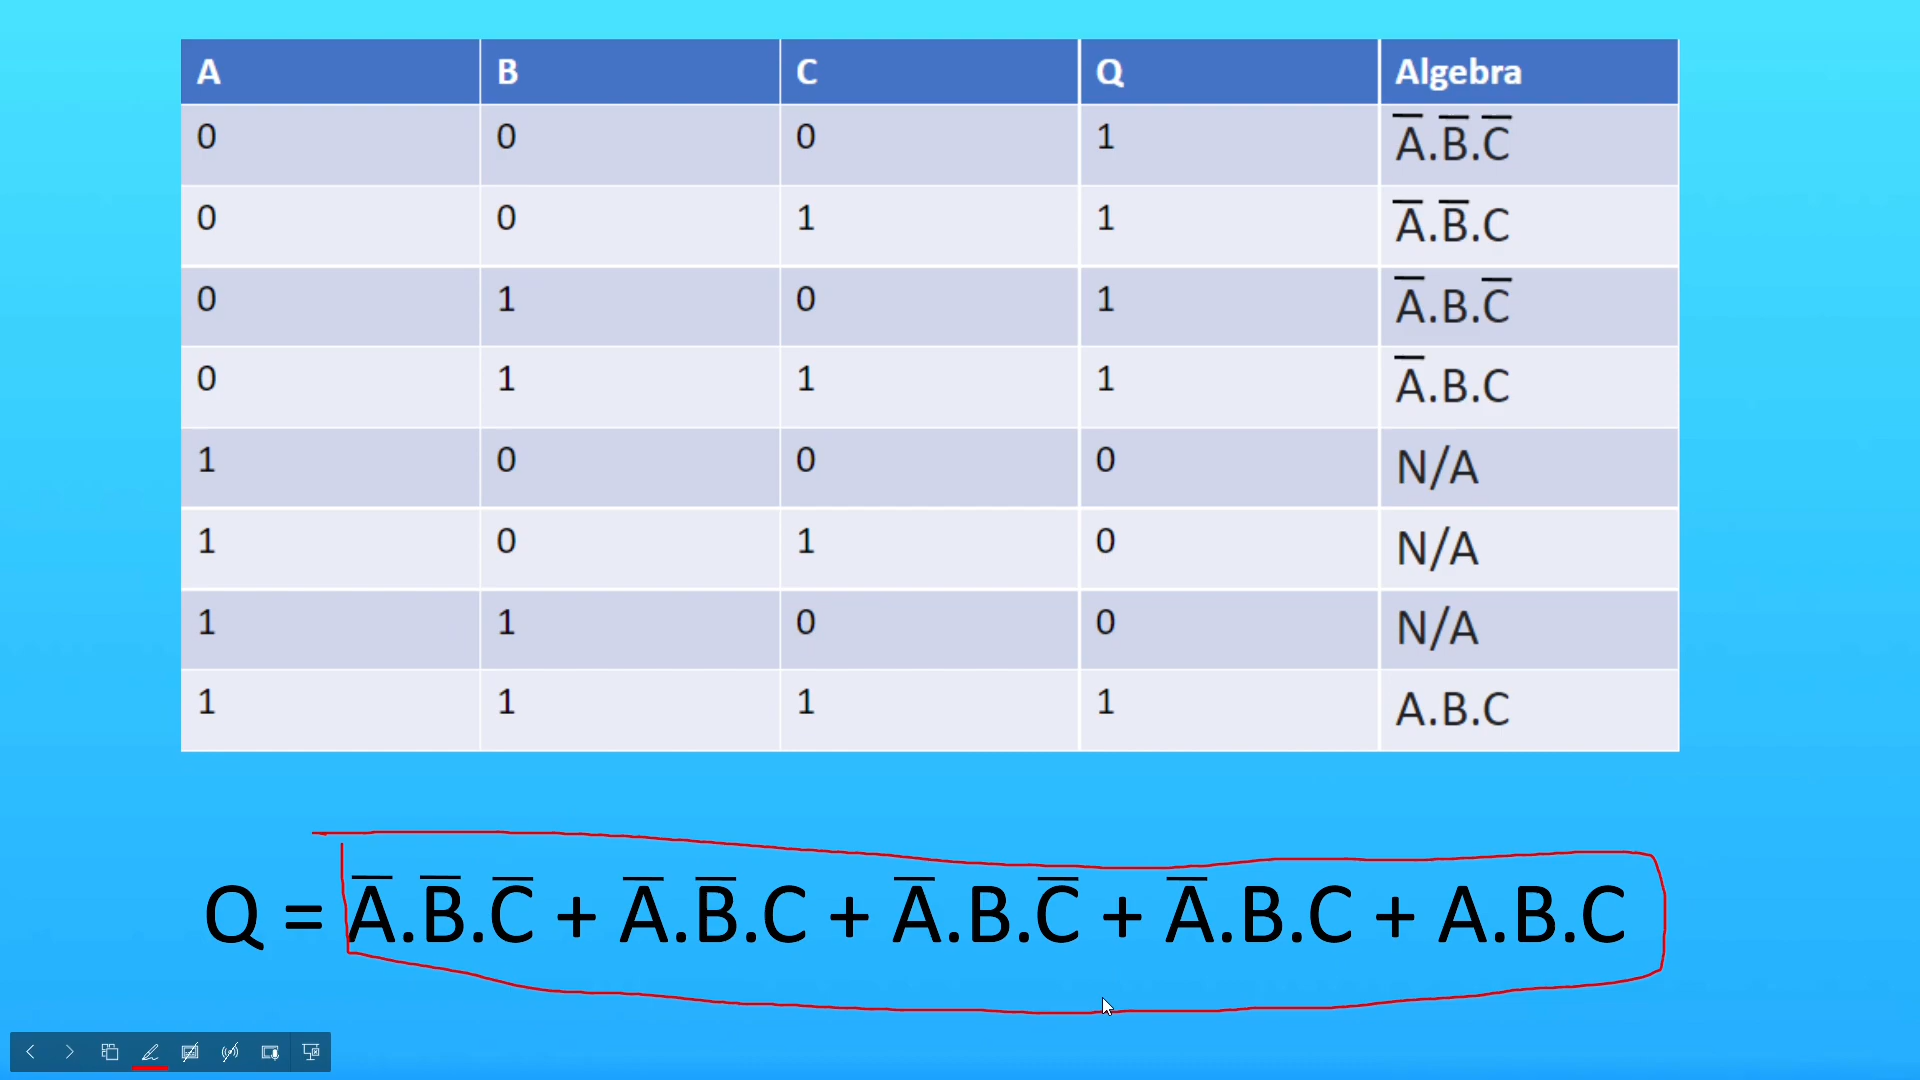 A B C Q Algebra
0 0 0 1 A̅.B̅.C̅
0 0 1 1 A̅.B̅.C
0 1 0 1 A̅.B.C̅
0 1 1 1 A̅.B.C
1 0 0 0 N/A
1 0 1 0 N/A
1 1 0 0 N/A
1 1 1 1 A.B.C
Q = A̅.B̅.C̅ + A̅.B̅.C + A̅.B.C̅ + A̅.B.C + A.B.C